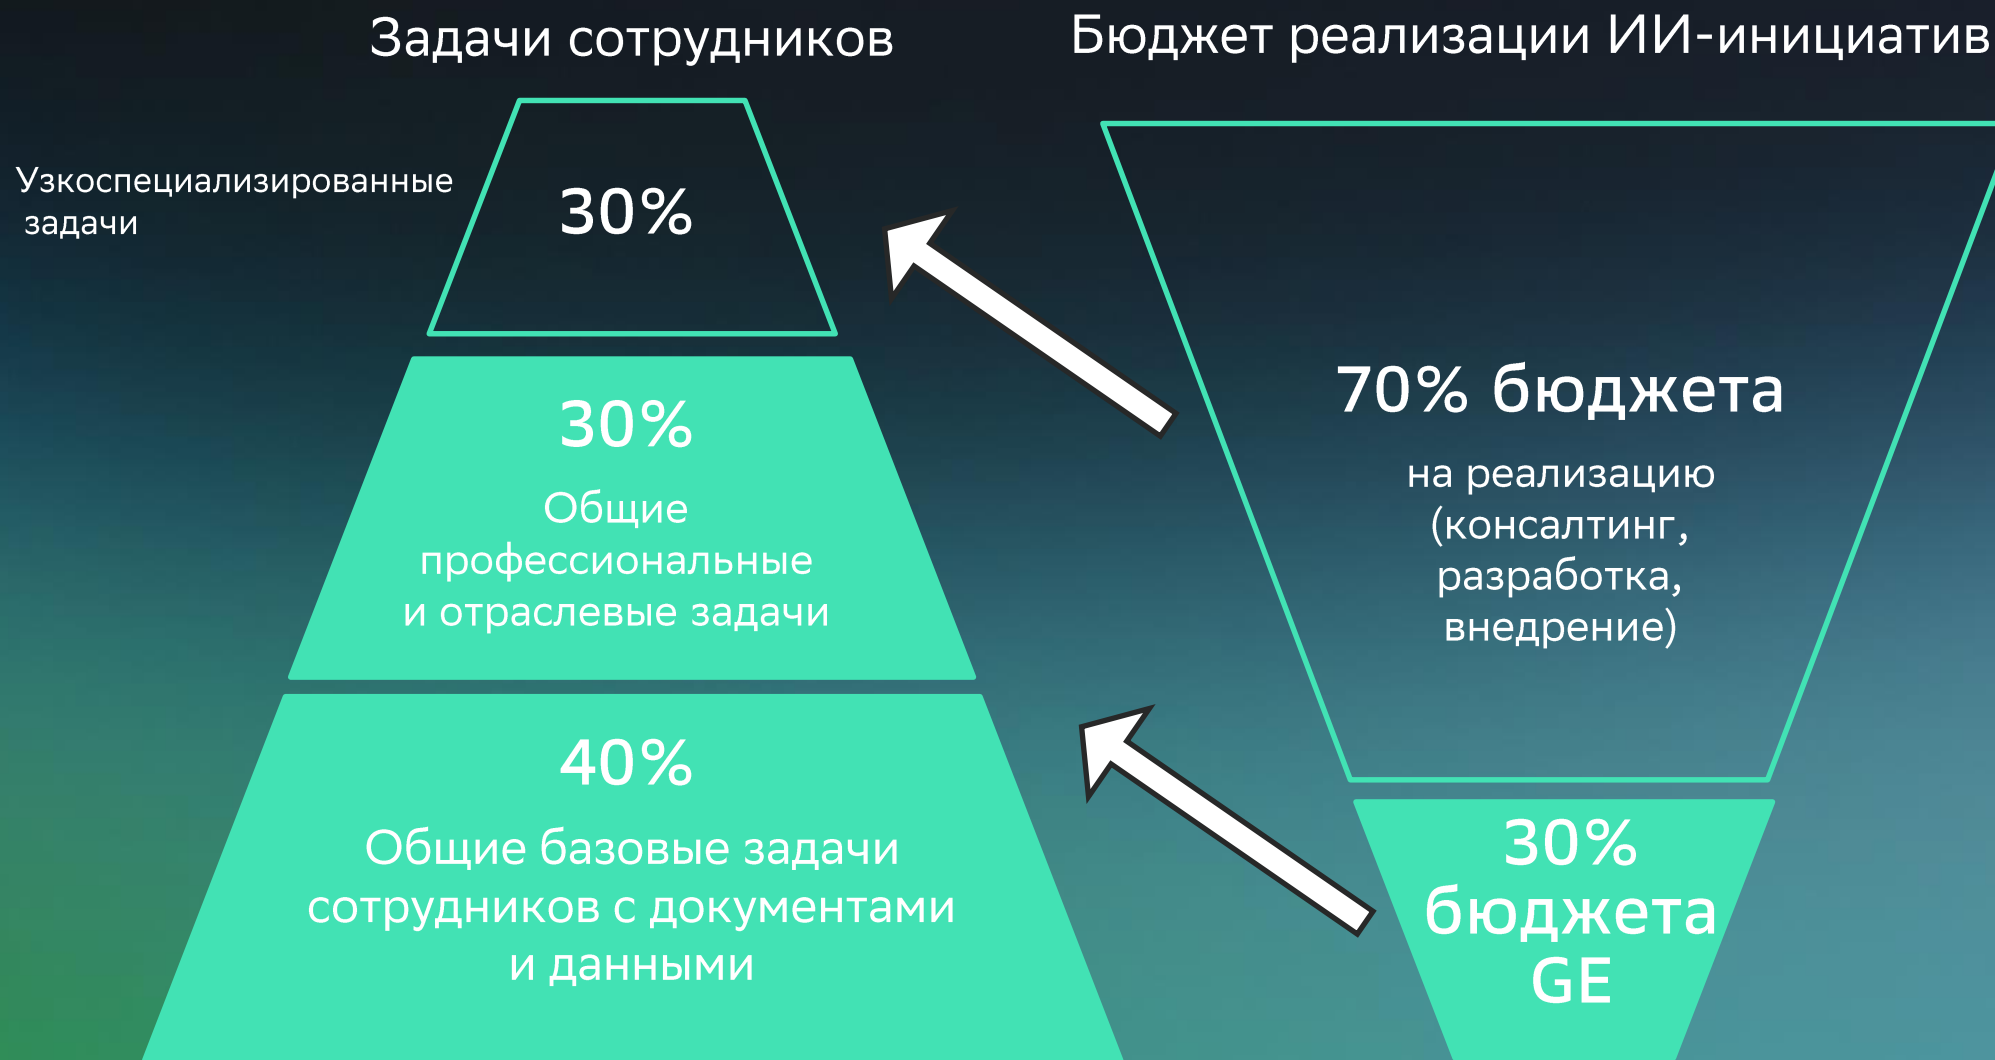 Задачи сотрудников
Узкоспециализированные
задачи
30%
30%
Общие
профессиональные
и отраслевые задачи
40%
Общие базовые задачи
сотрудников с документами
и данными
Бюджет реализации ИИ-инициатив
70% бюджета
на реализацию
(консалтинг,
разработка,
внедрение)
30%
бюджета
GE